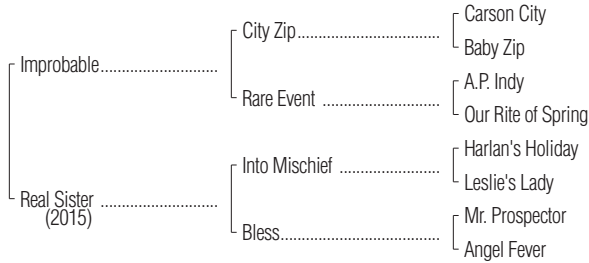 Carson City
City Zip
Baby Zip
Improbable
A.P. Indy
Rare Event
Our Rite of Spring
Harlan's Holiday
Into Mischief
Leslie's Lady
Real Sister
(2015)
Mr. Prospector
Bless
Angel Fever